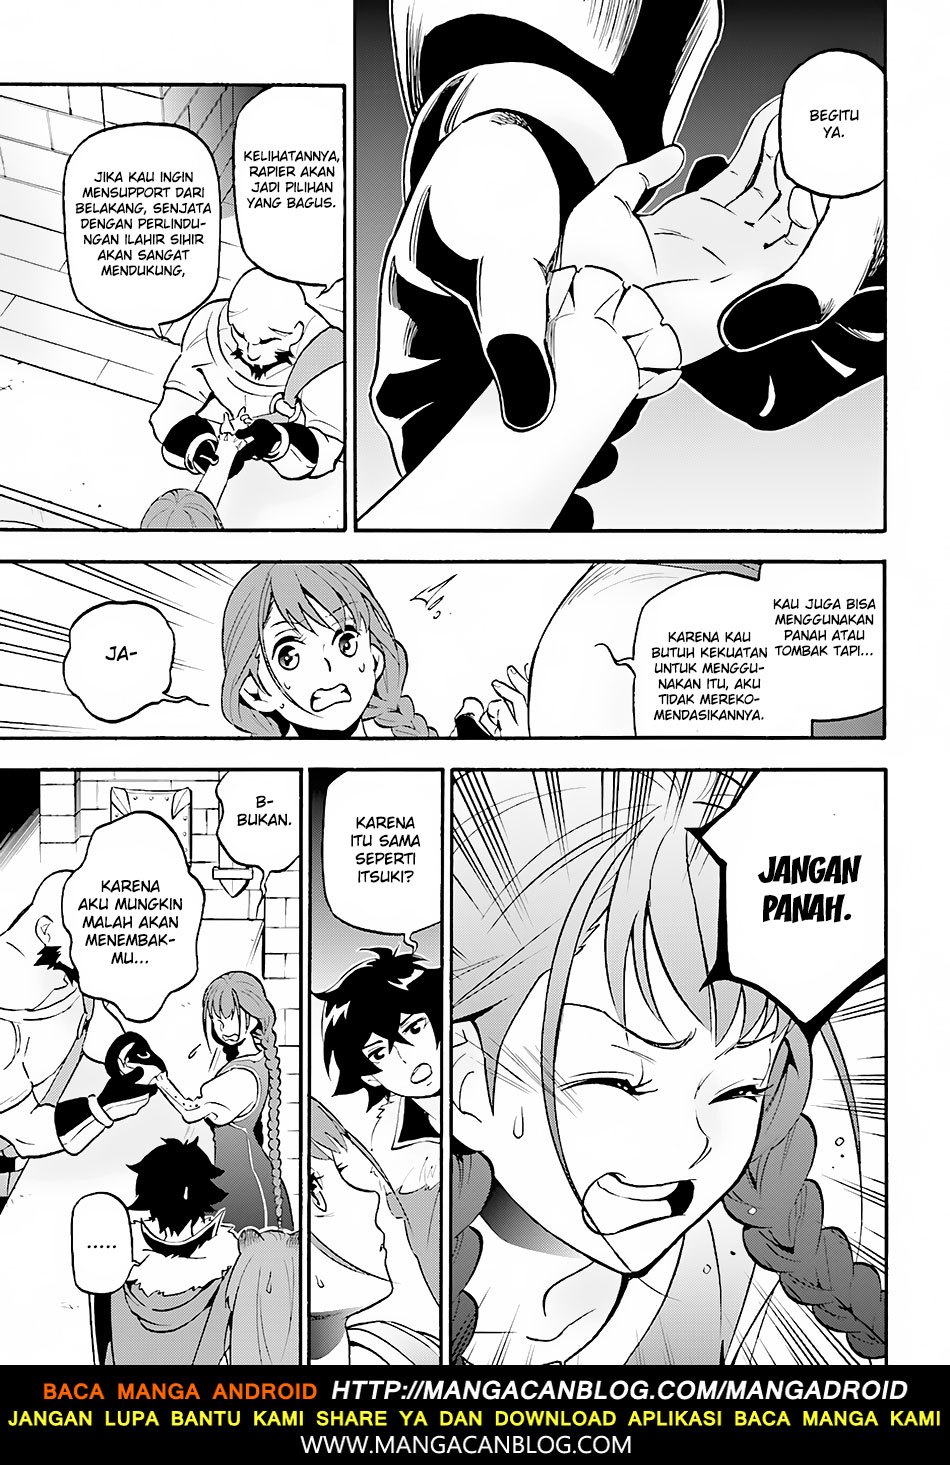 BEGITU
YA.
KELIHATANNYA,
RAPIER AKAN
JADI PILIHAN
YANG BAGUS.
JIKA KAU INGIN
MENSUPPORT DARI
BELAKANG, SENJATA
DENGAN PERLINDU-
NGAN ILAHIR SIHIR
AKAN SANGAT
MENDUKUNG,
KAU JUGA BISA
MENGGUNAKAN
PANAH ATAU
TOMBAK TAPI...
KARENA KAU
BUTUH KEKUATAN
UNTUK MENGGU-
NAKAN ITU, AKU
TIDAK MEREKO-
MENDASIKANNYA.
JA-
JANGAN
PANAH.
KARENA
ITU SAMA
SEPERTI
ITSUKI?
B-
BUKAN.
KARENA
AKU MUNGKIN
MALAH AKAN
MENEMBAK-
MU...
.....
BACA MANGA ANDROID HTTP://MANGACANBLOG.COM/MANGADROID
JANGAN LUPA BANTU KAMI SHARE YA DAN DOWNLOAD APLIKASI BACA MANGA KAMI
WWW.MANGACANBLOG.COM